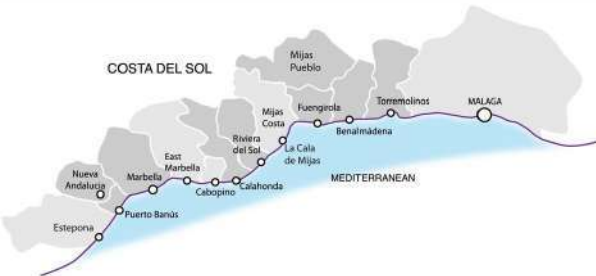 COSTA DEL SOL
Mijas
Pueblo
Torremolinos
MALAGA
Fuengirola
Mijas
Costa
Benalmádena
Riviera
del Sol
La Cala
de Mijas
East
Marbella
MEDITERRANEAN
Nueva
Andalucia
Marbella
Cabopino
Calahonda
Puerto Banús
Estepona